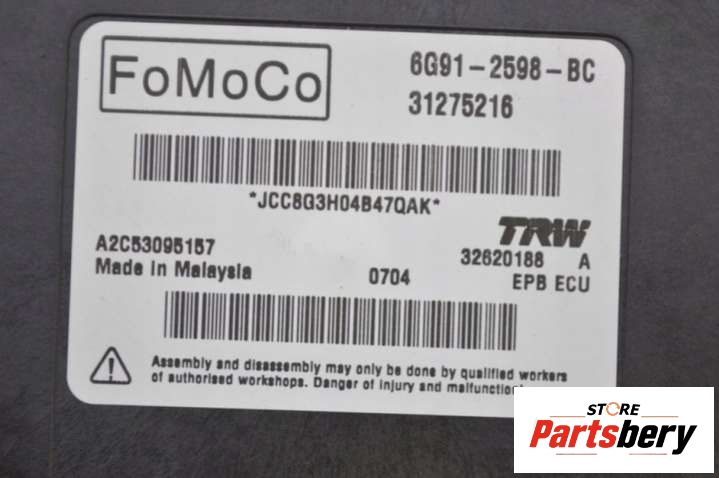 FoMoCo
6G91-2598-BC
31275216
*JCC8G3H04B47QAK*
TRW
A2C53095157
32620188 A
Made in Malaysia
0704
EPB ECU
Assembly and disassembly may only be done by qualified workers
of authorised workshops. Danger of injury and malfunction
STORE
Partsbery